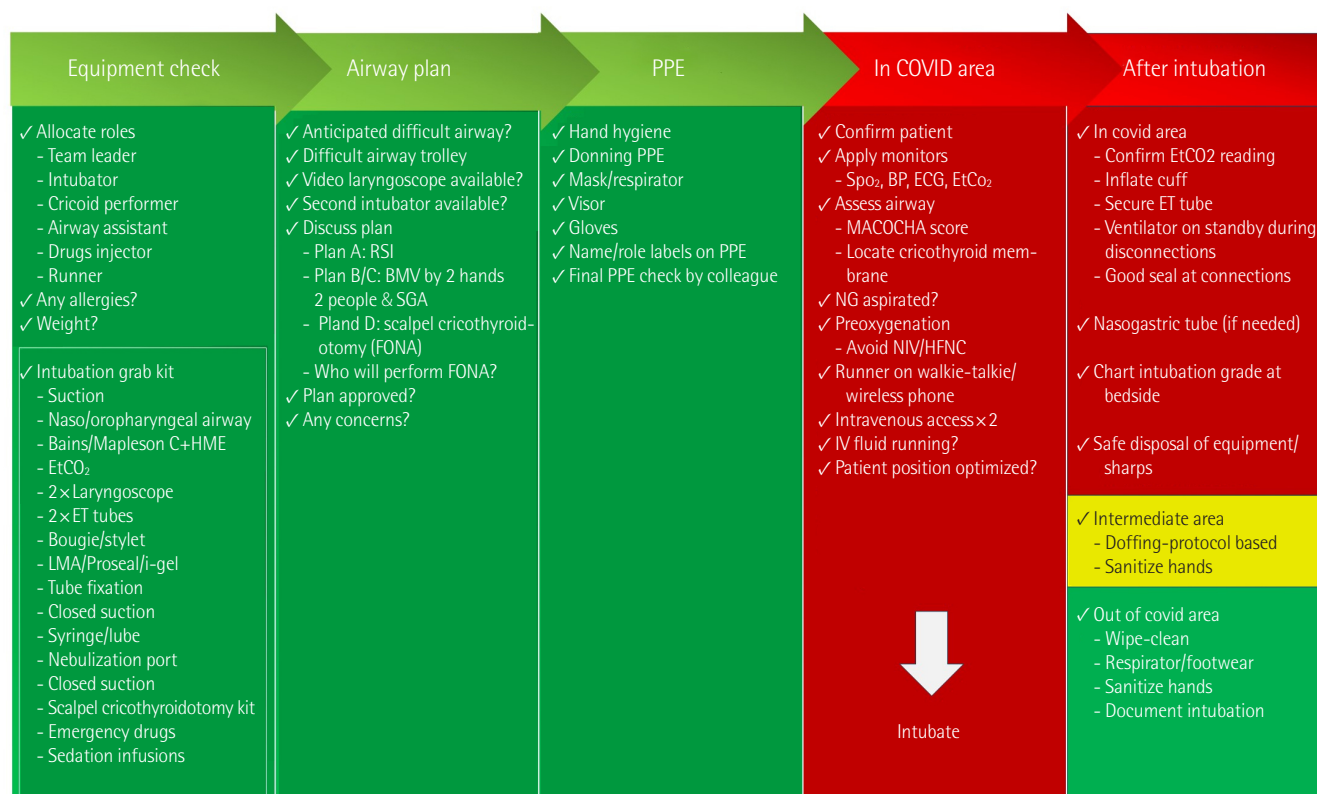 Equipment check
Airway plan
PPE
In COVID area
After intubation
✓ Allocate roles
- Team leader
- Intubator
- Cricoid performer
- Airway assistant
- Drugs injector
- Runner
✓ Any allergies?
✓ Weight?
✓ Intubation grab kit
- Suction
- Naso/oropharyngeal airway
- Bains/Mapleson C+HME
- EtCO₂
- 2×Laryngoscope
- 2×ET tubes
- Bougie/stylet
- LMA/Proseal/i-gel
- Tube fixation
- Closed suction
- Syringe/lube
- Nebulization port
- Closed suction
- Scalpel cricothyroidotomy kit
- Emergency drugs
- Sedation infusions
✓ Anticipated difficult airway?
✓ Difficult airway trolley
✓ Video laryngoscope available?
✓ Second intubator available?
✓ Discuss plan
- Plan A: RSI
- Plan B/C: BMV by 2 hands
2 people & SGA
- Pland D: scalpel cricothyroid-
otomy (FONA)
- Who will perform FONA?
✓ Plan approved?
✓ Any concerns?
✓ Hand hygiene
✓ Donning PPE
✓ Mask/respirator
✓ Visor
✓ Gloves
✓ Name/role labels on PPE
✓ Final PPE check by colleague
✓ Confirm patient
✓ Apply monitors
- Spo₂, BP, ECG, EtCo₂
✓ Assess airway
- MACOCHA score
- Locate cricothyroid mem-
brane
✓ NG aspirated?
✓ Preoxygenation
- Avoid NIV/HFNC
✓ Runner on walkie-talkie/
wireless phone
✓ Intravenous access×2
✓ IV fluid running?
✓ Patient position optimized?
Intubate
✓ In covid area
- Confirm EtCO2 reading
- Inflate cuff
- Secure ET tube
- Ventilator on standby during
disconnections
- Good seal at connections
✓ Nasogastric tube (if needed)
✓ Chart intubation grade at
bedside
✓ Safe disposal of equipment/
sharps
✓ Intermediate area
- Doffing-protocol based
- Sanitize hands
✓ Out of covid area
- Wipe-clean
- Respirator/footwear
- Sanitize hands
- Document intubation